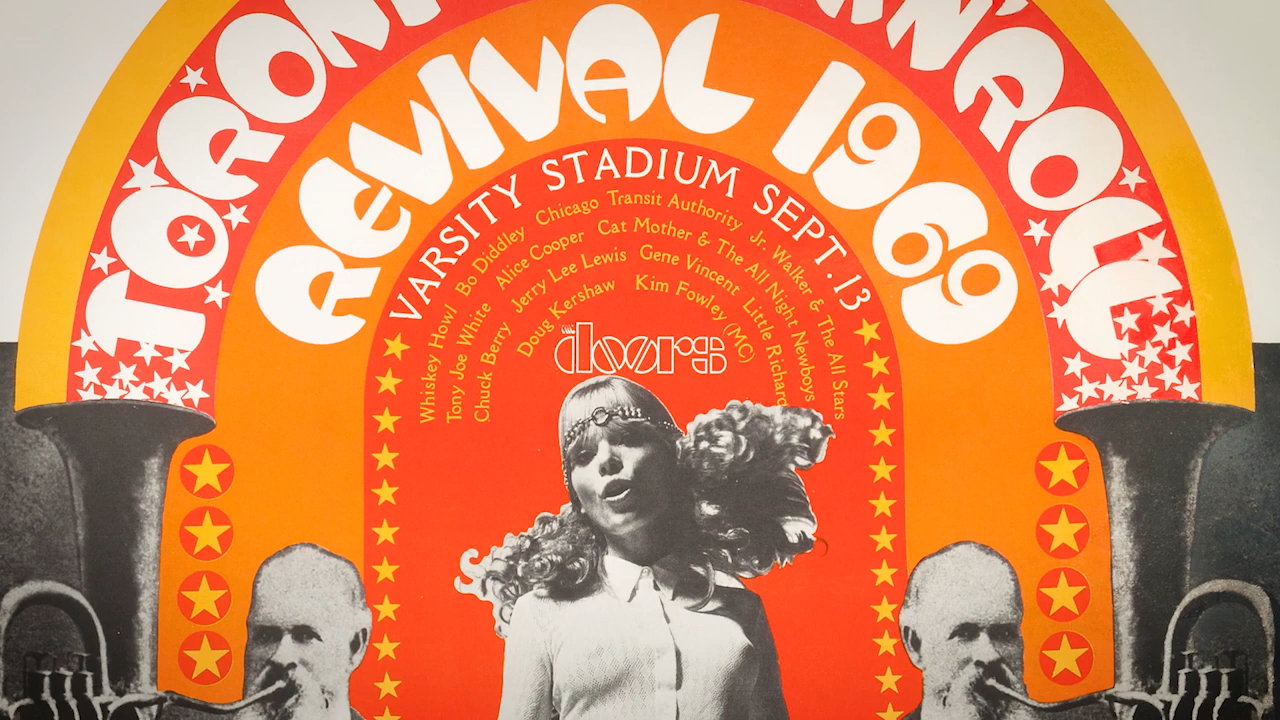 TORON
N' ROLL
REVIVAL 1969
VARSITY STADIUM SEPT. 13
Whiskey Howl Bo Diddley Chicago Transit Authority Jr. Walker & The All Stars
Tony Joe White Alice Cooper Cat Mother & The All Night Newboys
Chuck Berry Jerry Lee Lewis Gene Vincent Little Richard
Doug Kershaw Kim Fowley (MC)
the doors